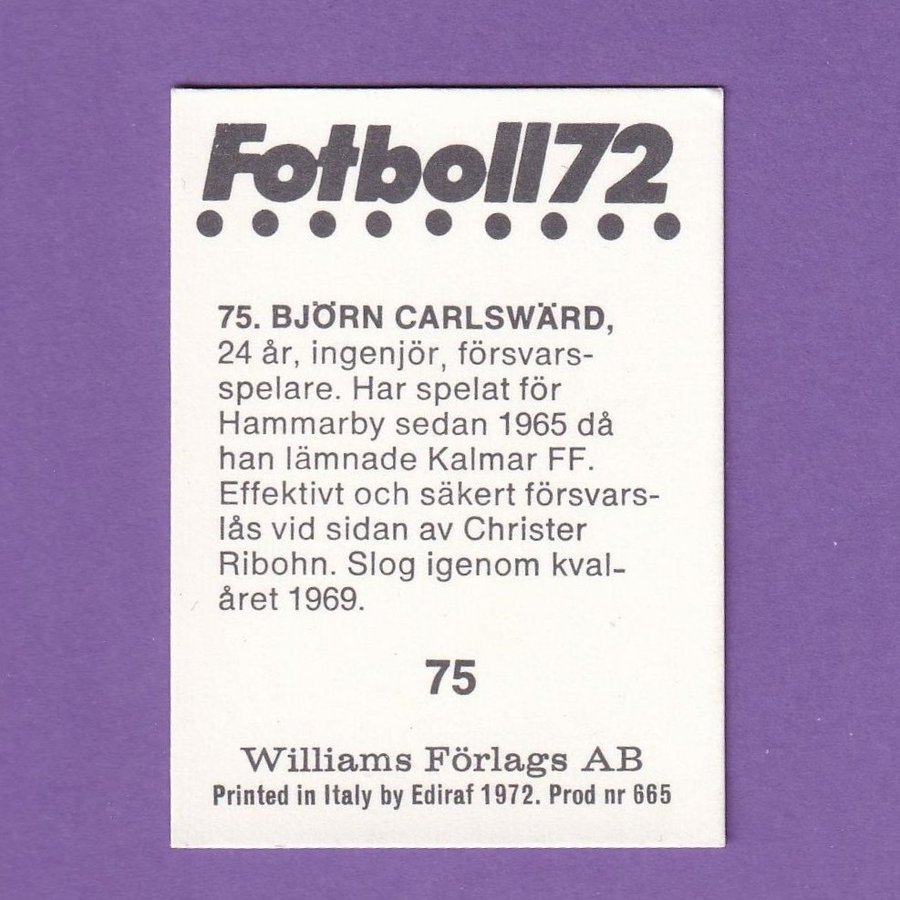 Fotboll72
75. BJÖRN CARLSWÄRD,
24 år, ingenjör, försvars-
spelare. Har spelat för
Hammarby sedan 1965 då
han lämnade Kalmar FF.
Effektivt och säkert försvars-
lås vid sidan av Christer
Ribohn. Slog igenom kval-
året 1969.
75
Williams Förlags AB
Printed in Italy by Ediraf 1972. Prod nr 665